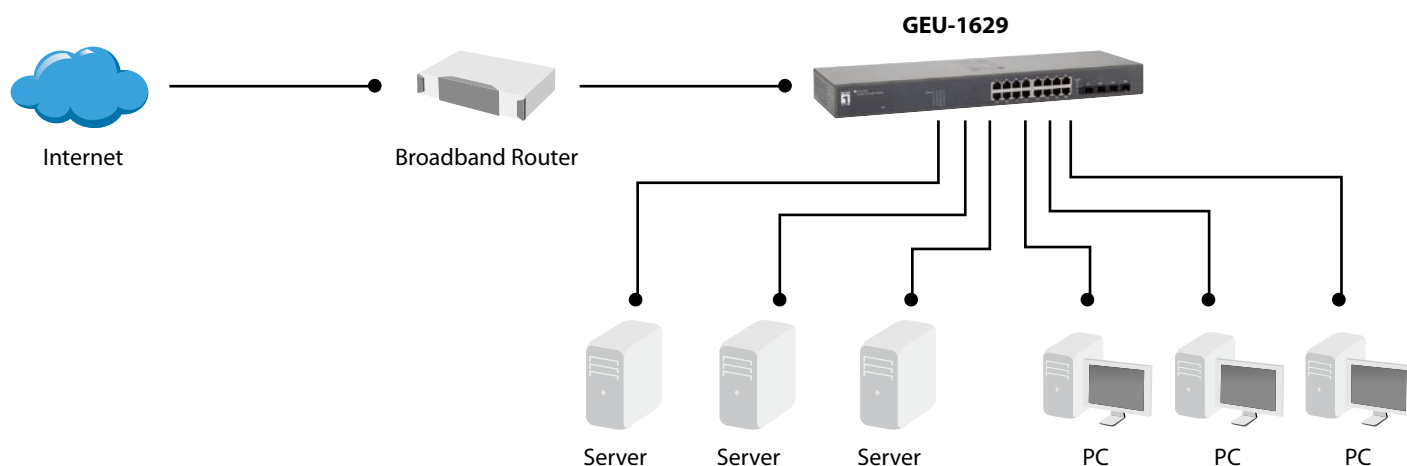 GEU-1629
Internet
Broadband Router
Server
Server
Server
PC
PC
PC